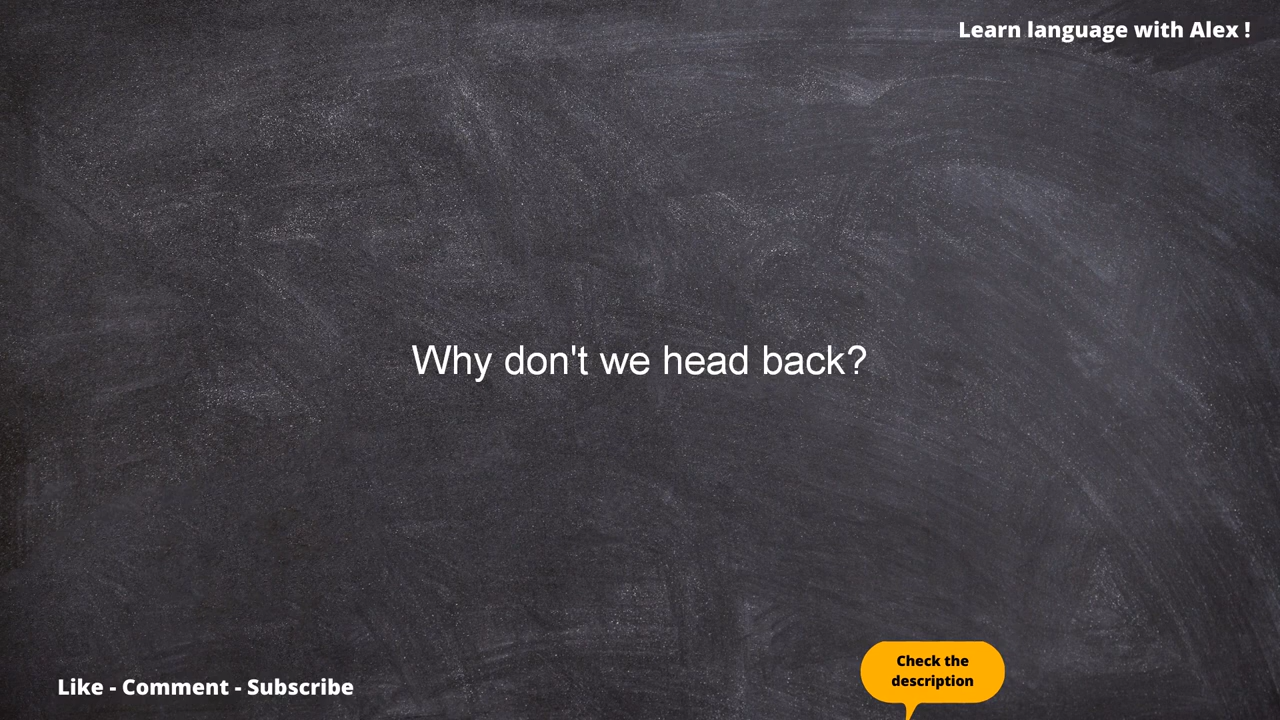 Learn language with Alex !
Why don't we head back?
Check the
description
Like - Comment - Subscribe